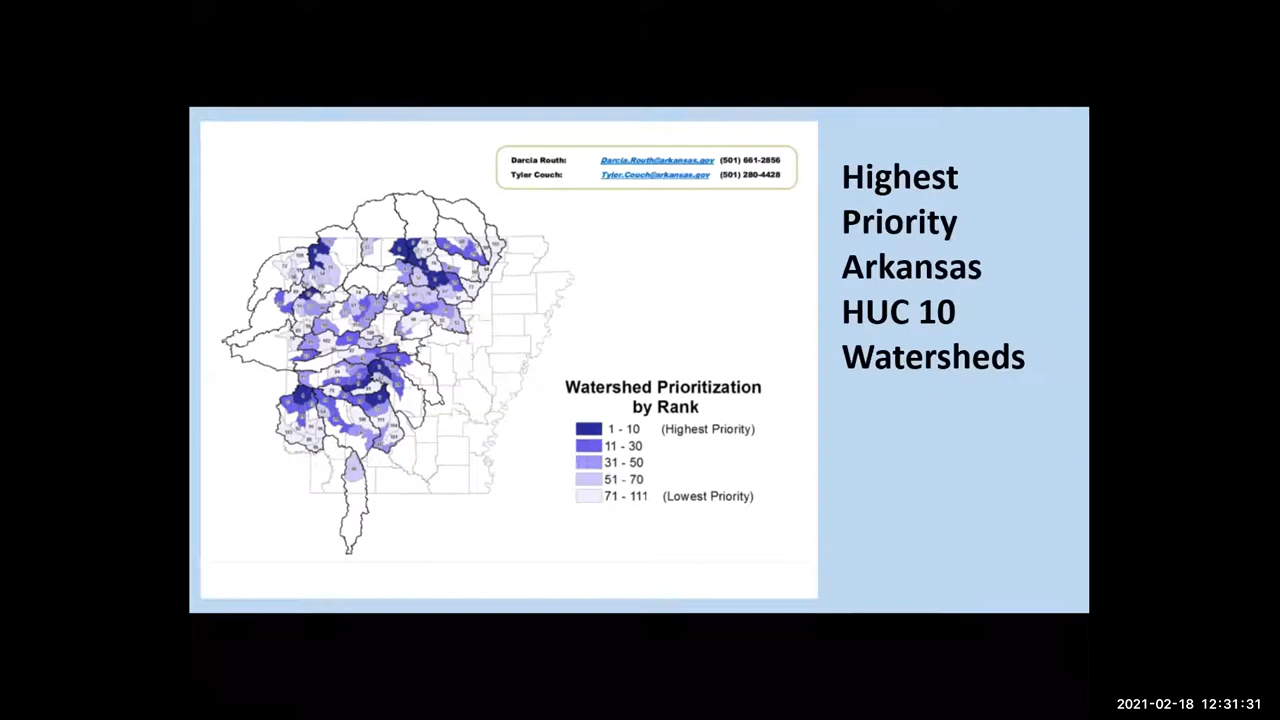 Darcia Routh: Darcia.Routh@arkansas.gov (501) 661-2856
Tyler Couch: Tyler.Couch@arkansas.gov (501) 280-4428
Highest
Priority
Arkansas
HUC 10
Watersheds
Watershed Prioritization
by Rank
1 - 10 (Highest Priority)
11 - 30
31 - 50
51 - 70
71 - 111 (Lowest Priority)
2021-02-18 12:31:31